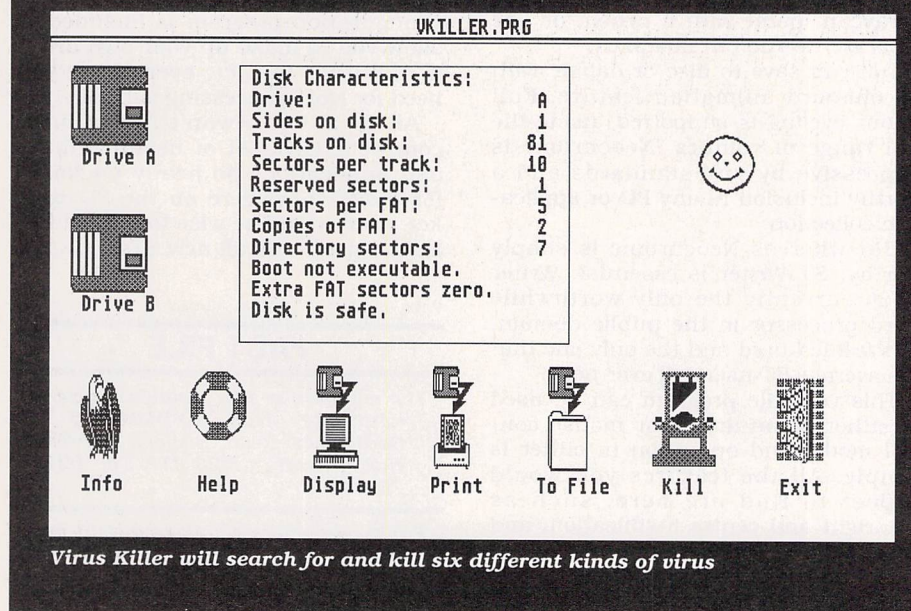 VKILLER.PRG
Drive A
Drive B
Disk Characteristics:
Drive: A
Sides on disk: 1
Tracks on disk: 81
Sectors per track: 10
Reserved sectors: 1
Sectors per FAT: 5
Copies of FAT: 2
Directory sectors: 7
Boot not executable.
Extra FAT sectors zero.
Disk is safe.
Info Help Display Print To File Kill Exit
Virus Killer will search for and kill six different kinds of virus